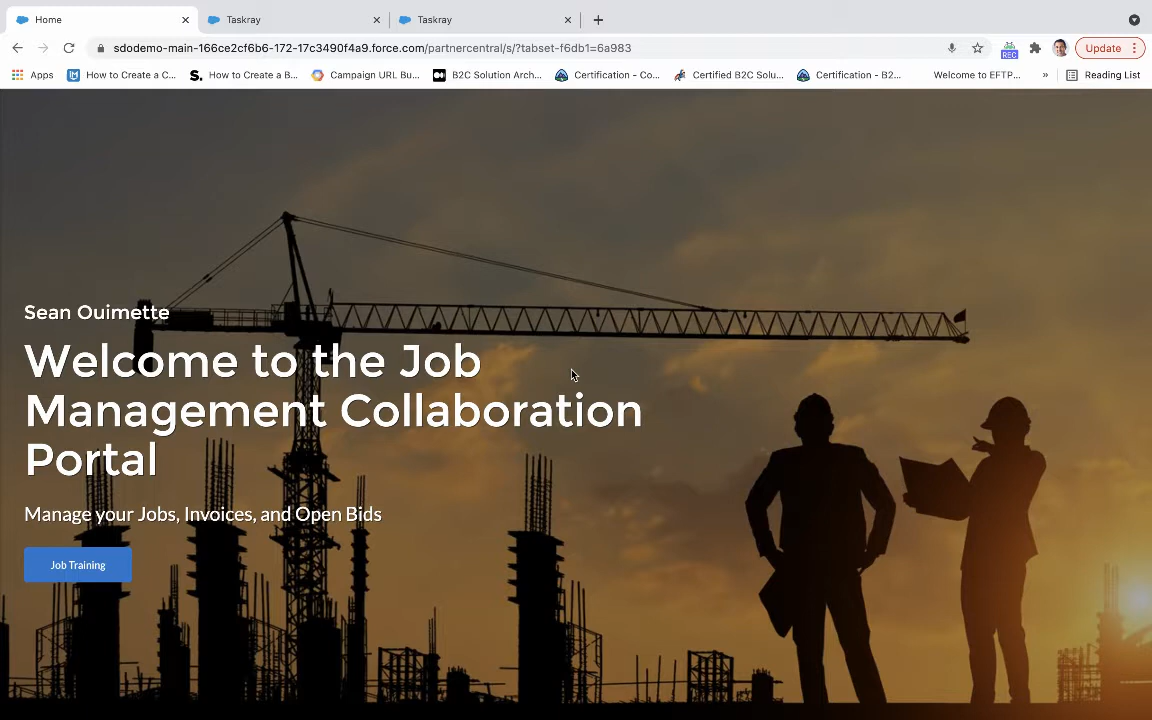 Home
Taskray
Taskray
sdodemo-main-166ce2cf6b6-172-17c3490f4a9.force.com/partnercentral/s/?tabset-f6db1=6a983
REC
Update
Apps
How to Create a C...
How to Create a B...
Campaign URL Bu...
B2C Solution Arch...
Certification - Co...
Certified B2C Solu...
Certification - B2...
Welcome to EFTP...
»
Reading List
Sean Ouimette
Welcome to the Job
Management Collaboration
Portal
Manage your Jobs, Invoices, and Open Bids
Job Training